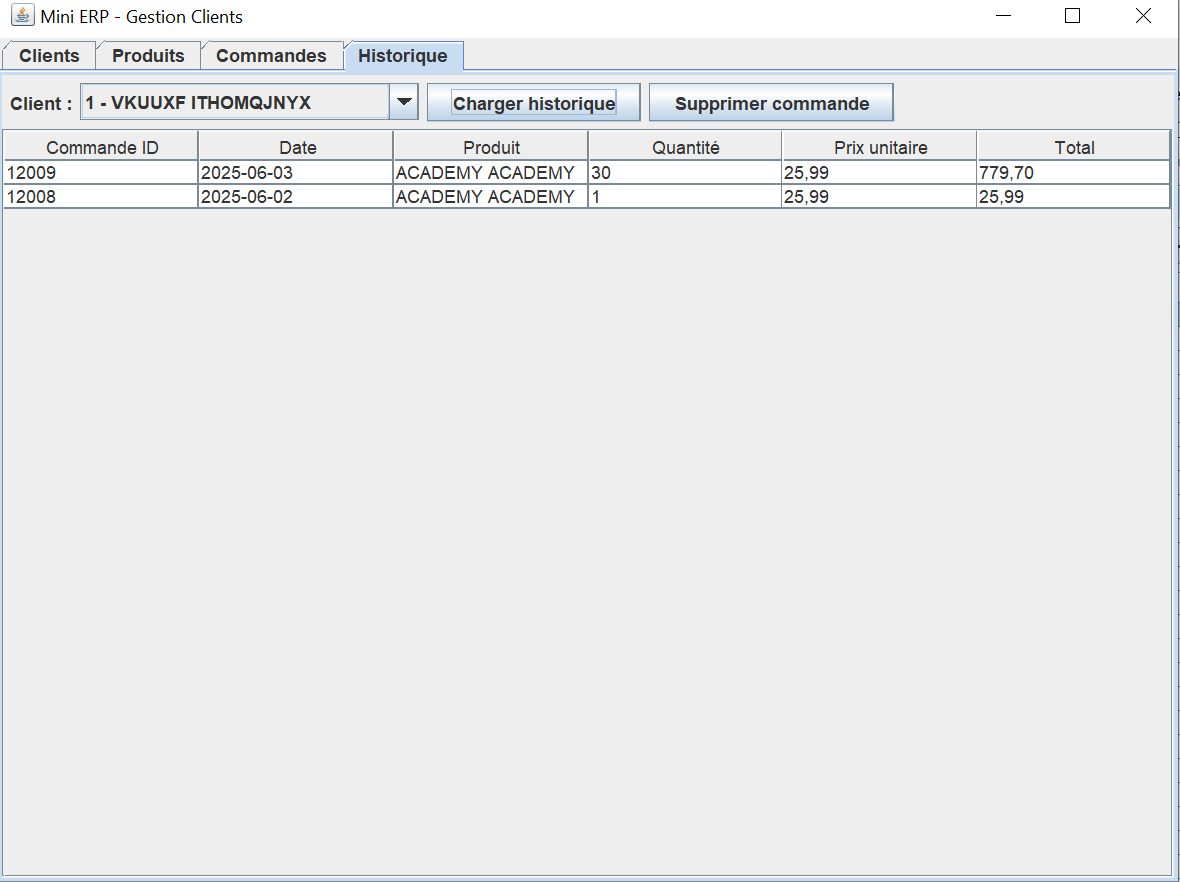 Mini ERP - Gestion Clients
Clients Produits Commandes Historique
Client : 1 - VKUUXF ITHOMQJNYX Charger historique Supprimer commande
Commande ID Date Produit Quantité Prix unitaire Total
12009 2025-06-03 ACADEMY ACADEMY 30 25,99 779,70
12008 2025-06-02 ACADEMY ACADEMY 1 25,99 25,99